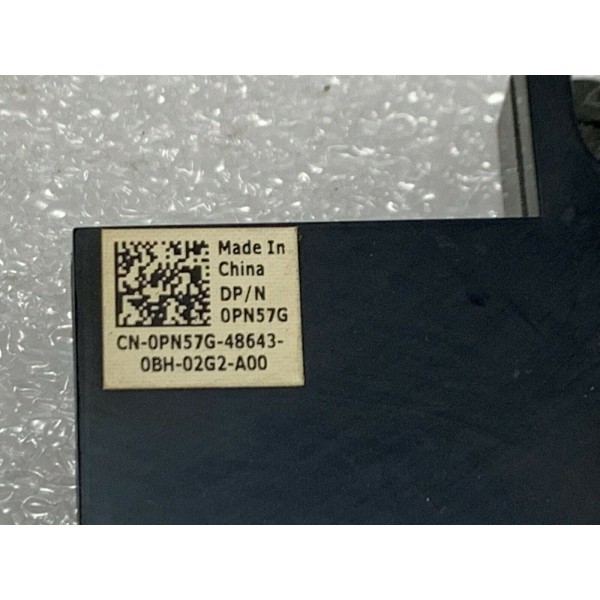 Made In
China
DP/N
0PN57G
CN-0PN57G-48643-
0BH-02G2-A00